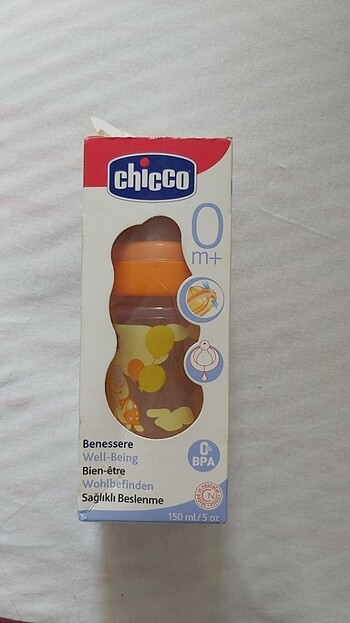 chicco
0
m+
Benessere
Well-Being
Bien-être
Wohlbefinden
Sağlıklı Beslenme
0%
BPA
150 ml/5 oz